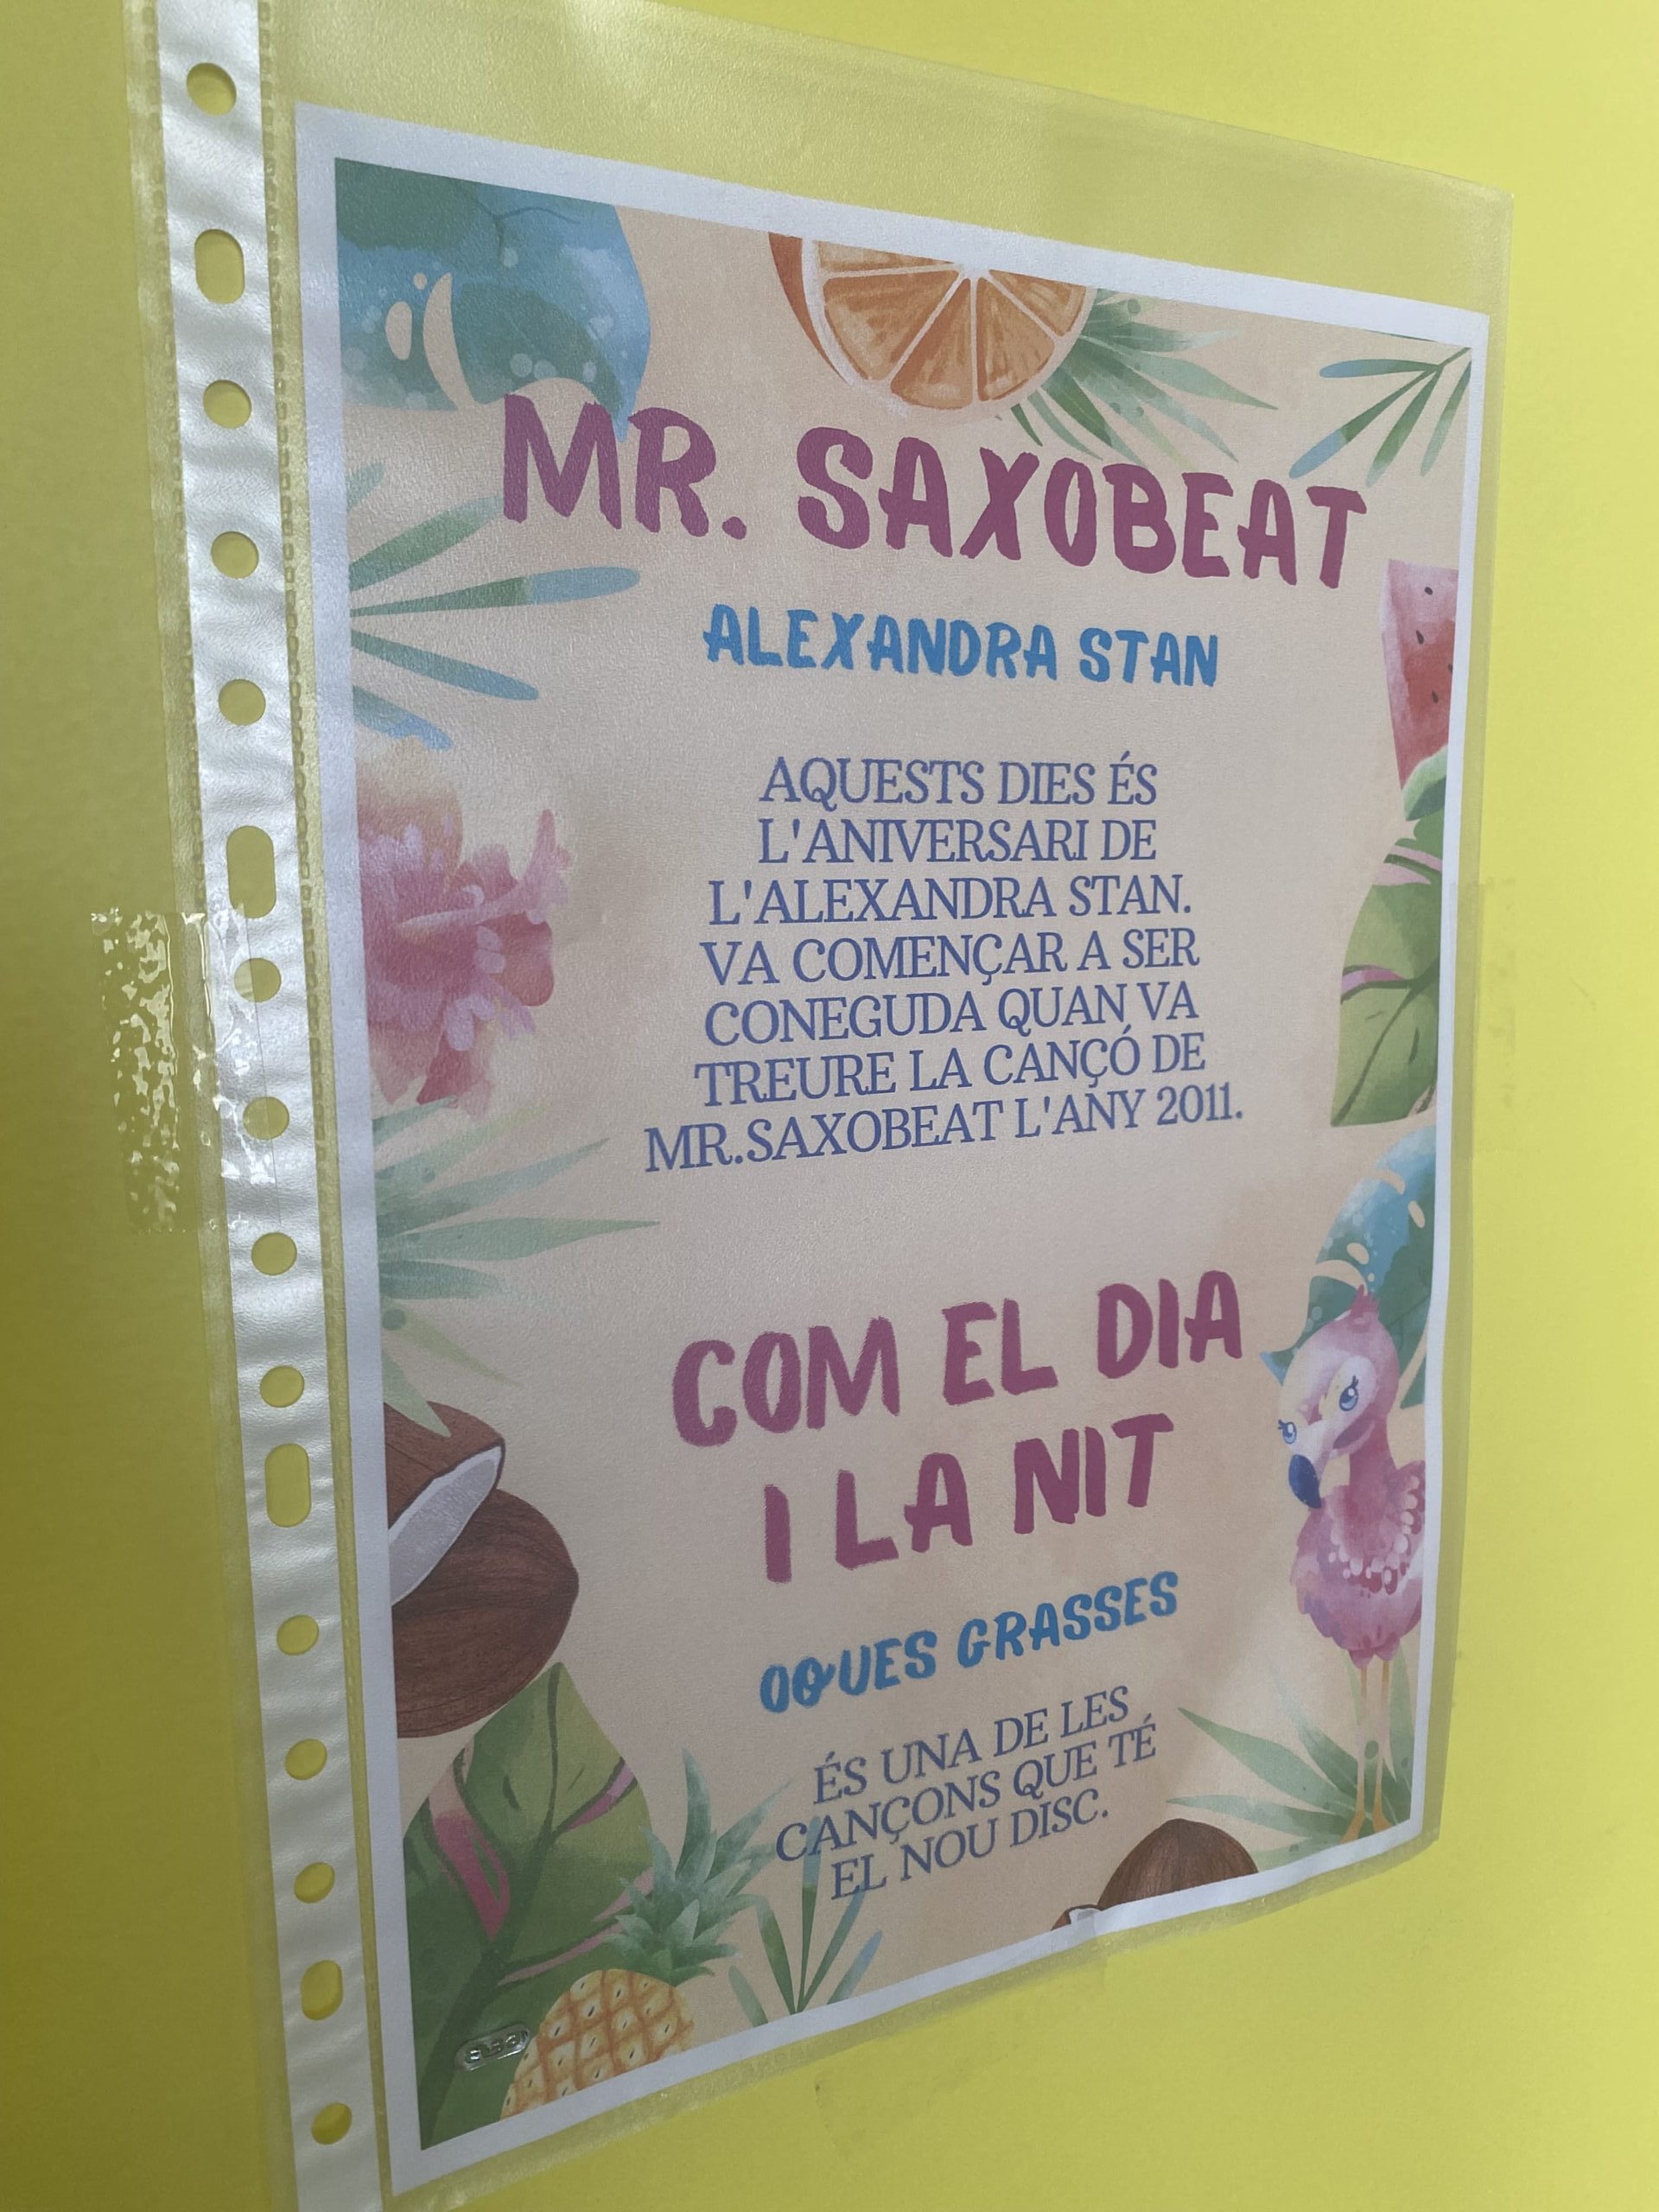 MR. SAXOBEAT
ALEXANDRA STAN
AQUESTS DIES ÉS
L'ANIVERSARI DE
L'ALEXANDRA STAN.
VA COMENÇAR A SER
CONEGUDA QUAN VA
TREURE LA CANÇÓ DE
MR.SAXOBEAT L'ANY 2011.
COM EL DIA
I LA NIT
OQUES GRASSES
ÉS UNA DE LES
CANÇONS QUE TÉ
EL NOU DISC.